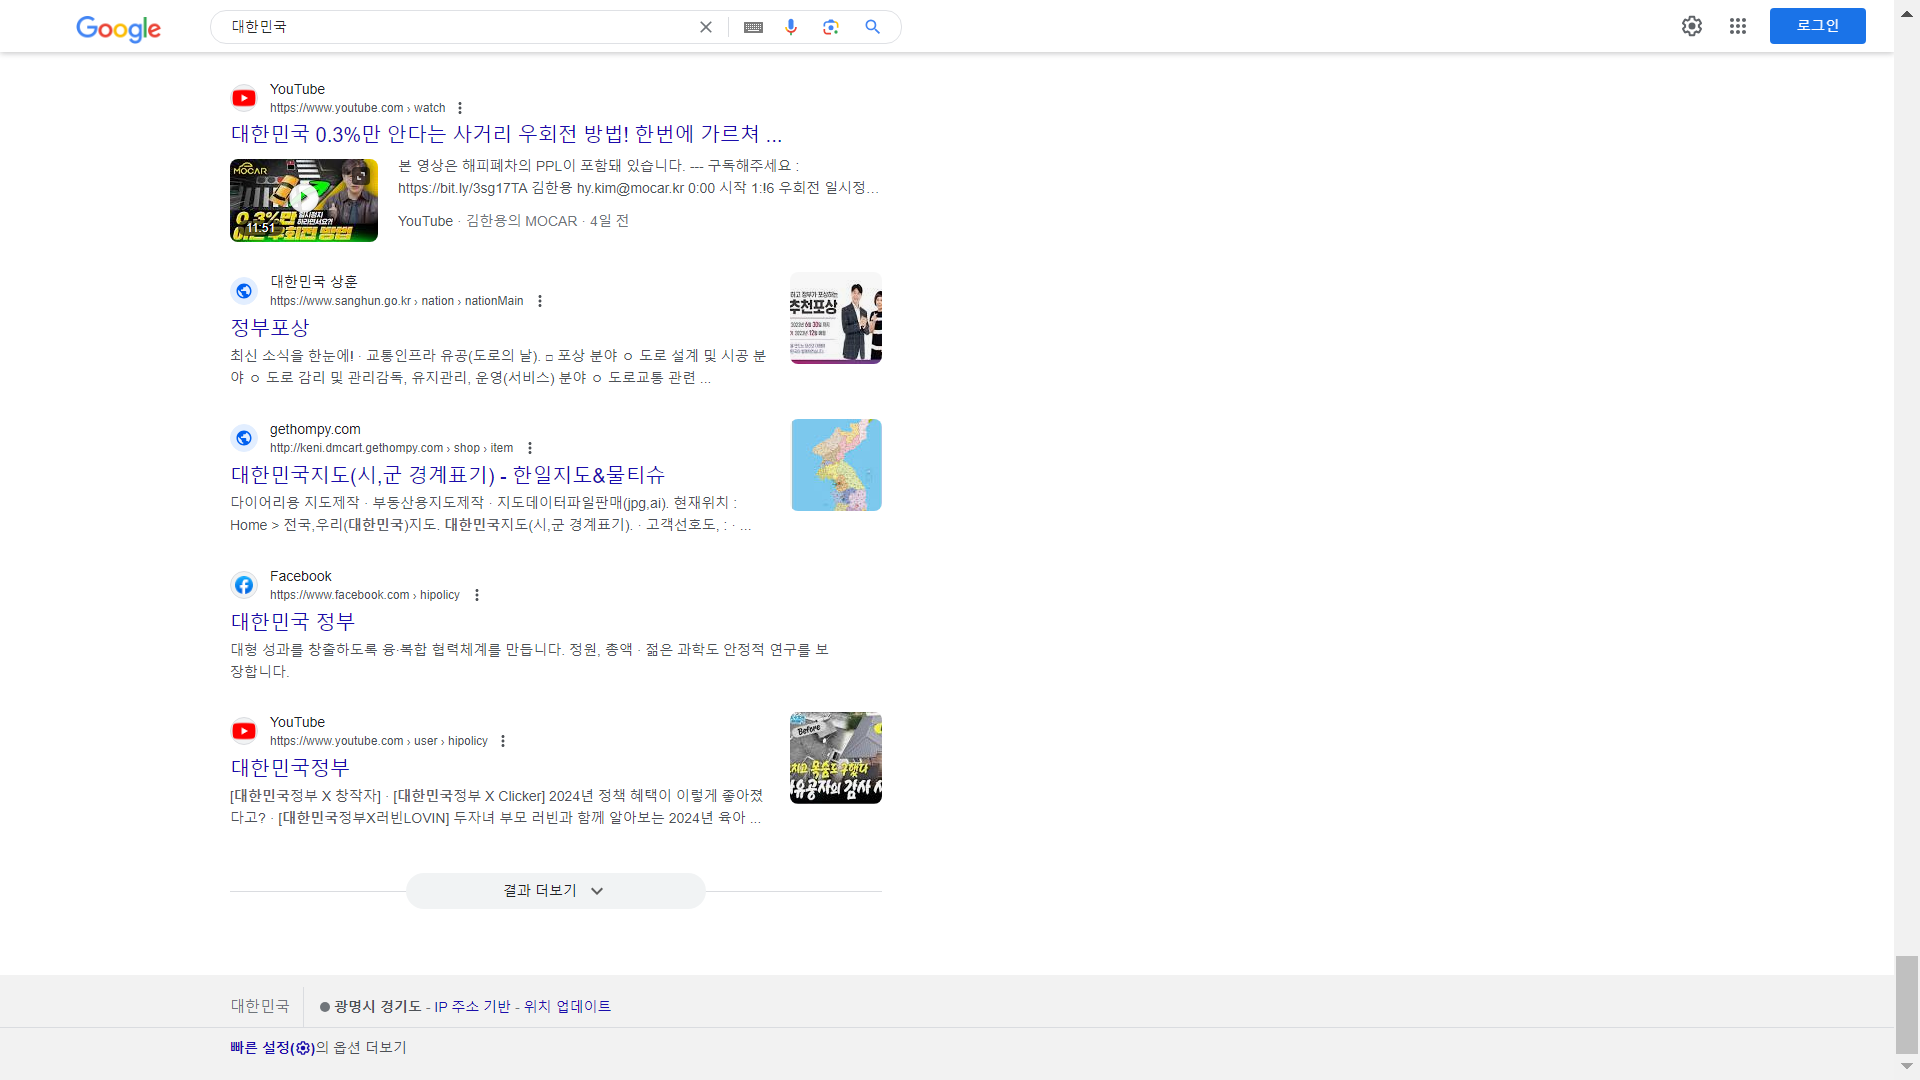 Google
대한민국
로그인
YouTube
https://www.youtube.com › watch
대한민국 0.3%만 안다는 사거리 우회전 방법! 한번에 가르쳐 ...
MOCAR
0.3%만
11:51
본 영상은 해피폐차의 PPL이 포함돼 있습니다. --- 구독해주세요 :
https://bit.ly/3sg17TA 김한용 hy.kim@mocar.kr 0:00 시작 1:!6 우회전 일시정…
YouTube · 김한용의 MOCAR · 4일 전
대한민국 상훈
https://www.sanghun.go.kr › nation › nationMain
정부포상
최신 소식을 한눈에! · 교통인프라 유공(도로의 날). □ ㅇ 포상 분야 ㅇ 도로 설계 및 시공 분
야 ㅇ 도로 감리 및 관리감독, 유지관리, 운영(서비스) 분야 ㅇ 도로교통 관련 ...
하고 정부가 포상하는
추천포상
gethompy.com
http://keni.dmcart.gethompy.com › shop › item
대한민국지도(시,군 경계표기) - 한일지도&물티슈
다이어리용 지도제작 · 부동산용지도제작 · 지도데이터파일판매(jpg,ai). 현재위치 :
Home > 전국,우리(대한민국)지도. 대한민국지도(시,군 경계표기). · 고객선호도, : · ...
Facebook
https://www.facebook.com › hipolicy
대한민국 정부
대형 성과를 창출하도록 융·복합 협력체계를 만듭니다. 정원, 총액 · 젊은 과학도 안정적 연구를 보
장합니다.
YouTube
https://www.youtube.com › user › hipolicy
대한민국정부
[대한민국정부 X 창작자] · [대한민국정부 X Clicker] 2024년 정책 혜택이 이렇게 좋아졌
다고? · [대한민국정부X러빈LOVIN] 두자녀 부모 러빈과 함께 알아보는 2024년 육아 ...
Before
목숨도 구했다
유공자의 감사
결과 더보기
대한민국
광명시 경기도 - IP 주소 기반 - 위치 업데이트
빠른 설정( )의 옵션 더보기